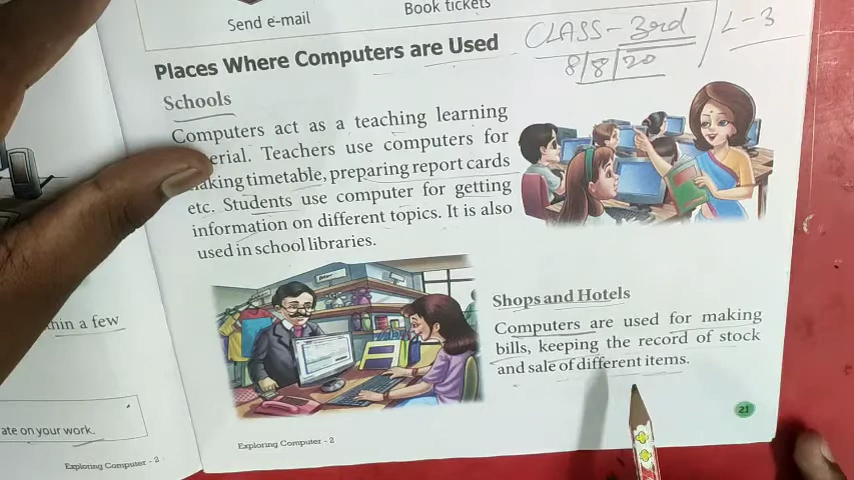 Send e-mail
Book tickets
CLASS - 3rd
L-3
8/8/20
Places Where Computers are Used
Schools
Computers act as a teaching learning
erial. Teachers use computers for
aking timetable, preparing report cards
etc. Students use computer for getting
information on different topics. It is also
used in school libraries.
Shops and Hotels
Computers are used for making
bills, keeping the record of stock
and sale of different items.
21
Exploring Computer - 2
hin a few
ate on your work.
Exploring Computer - 2